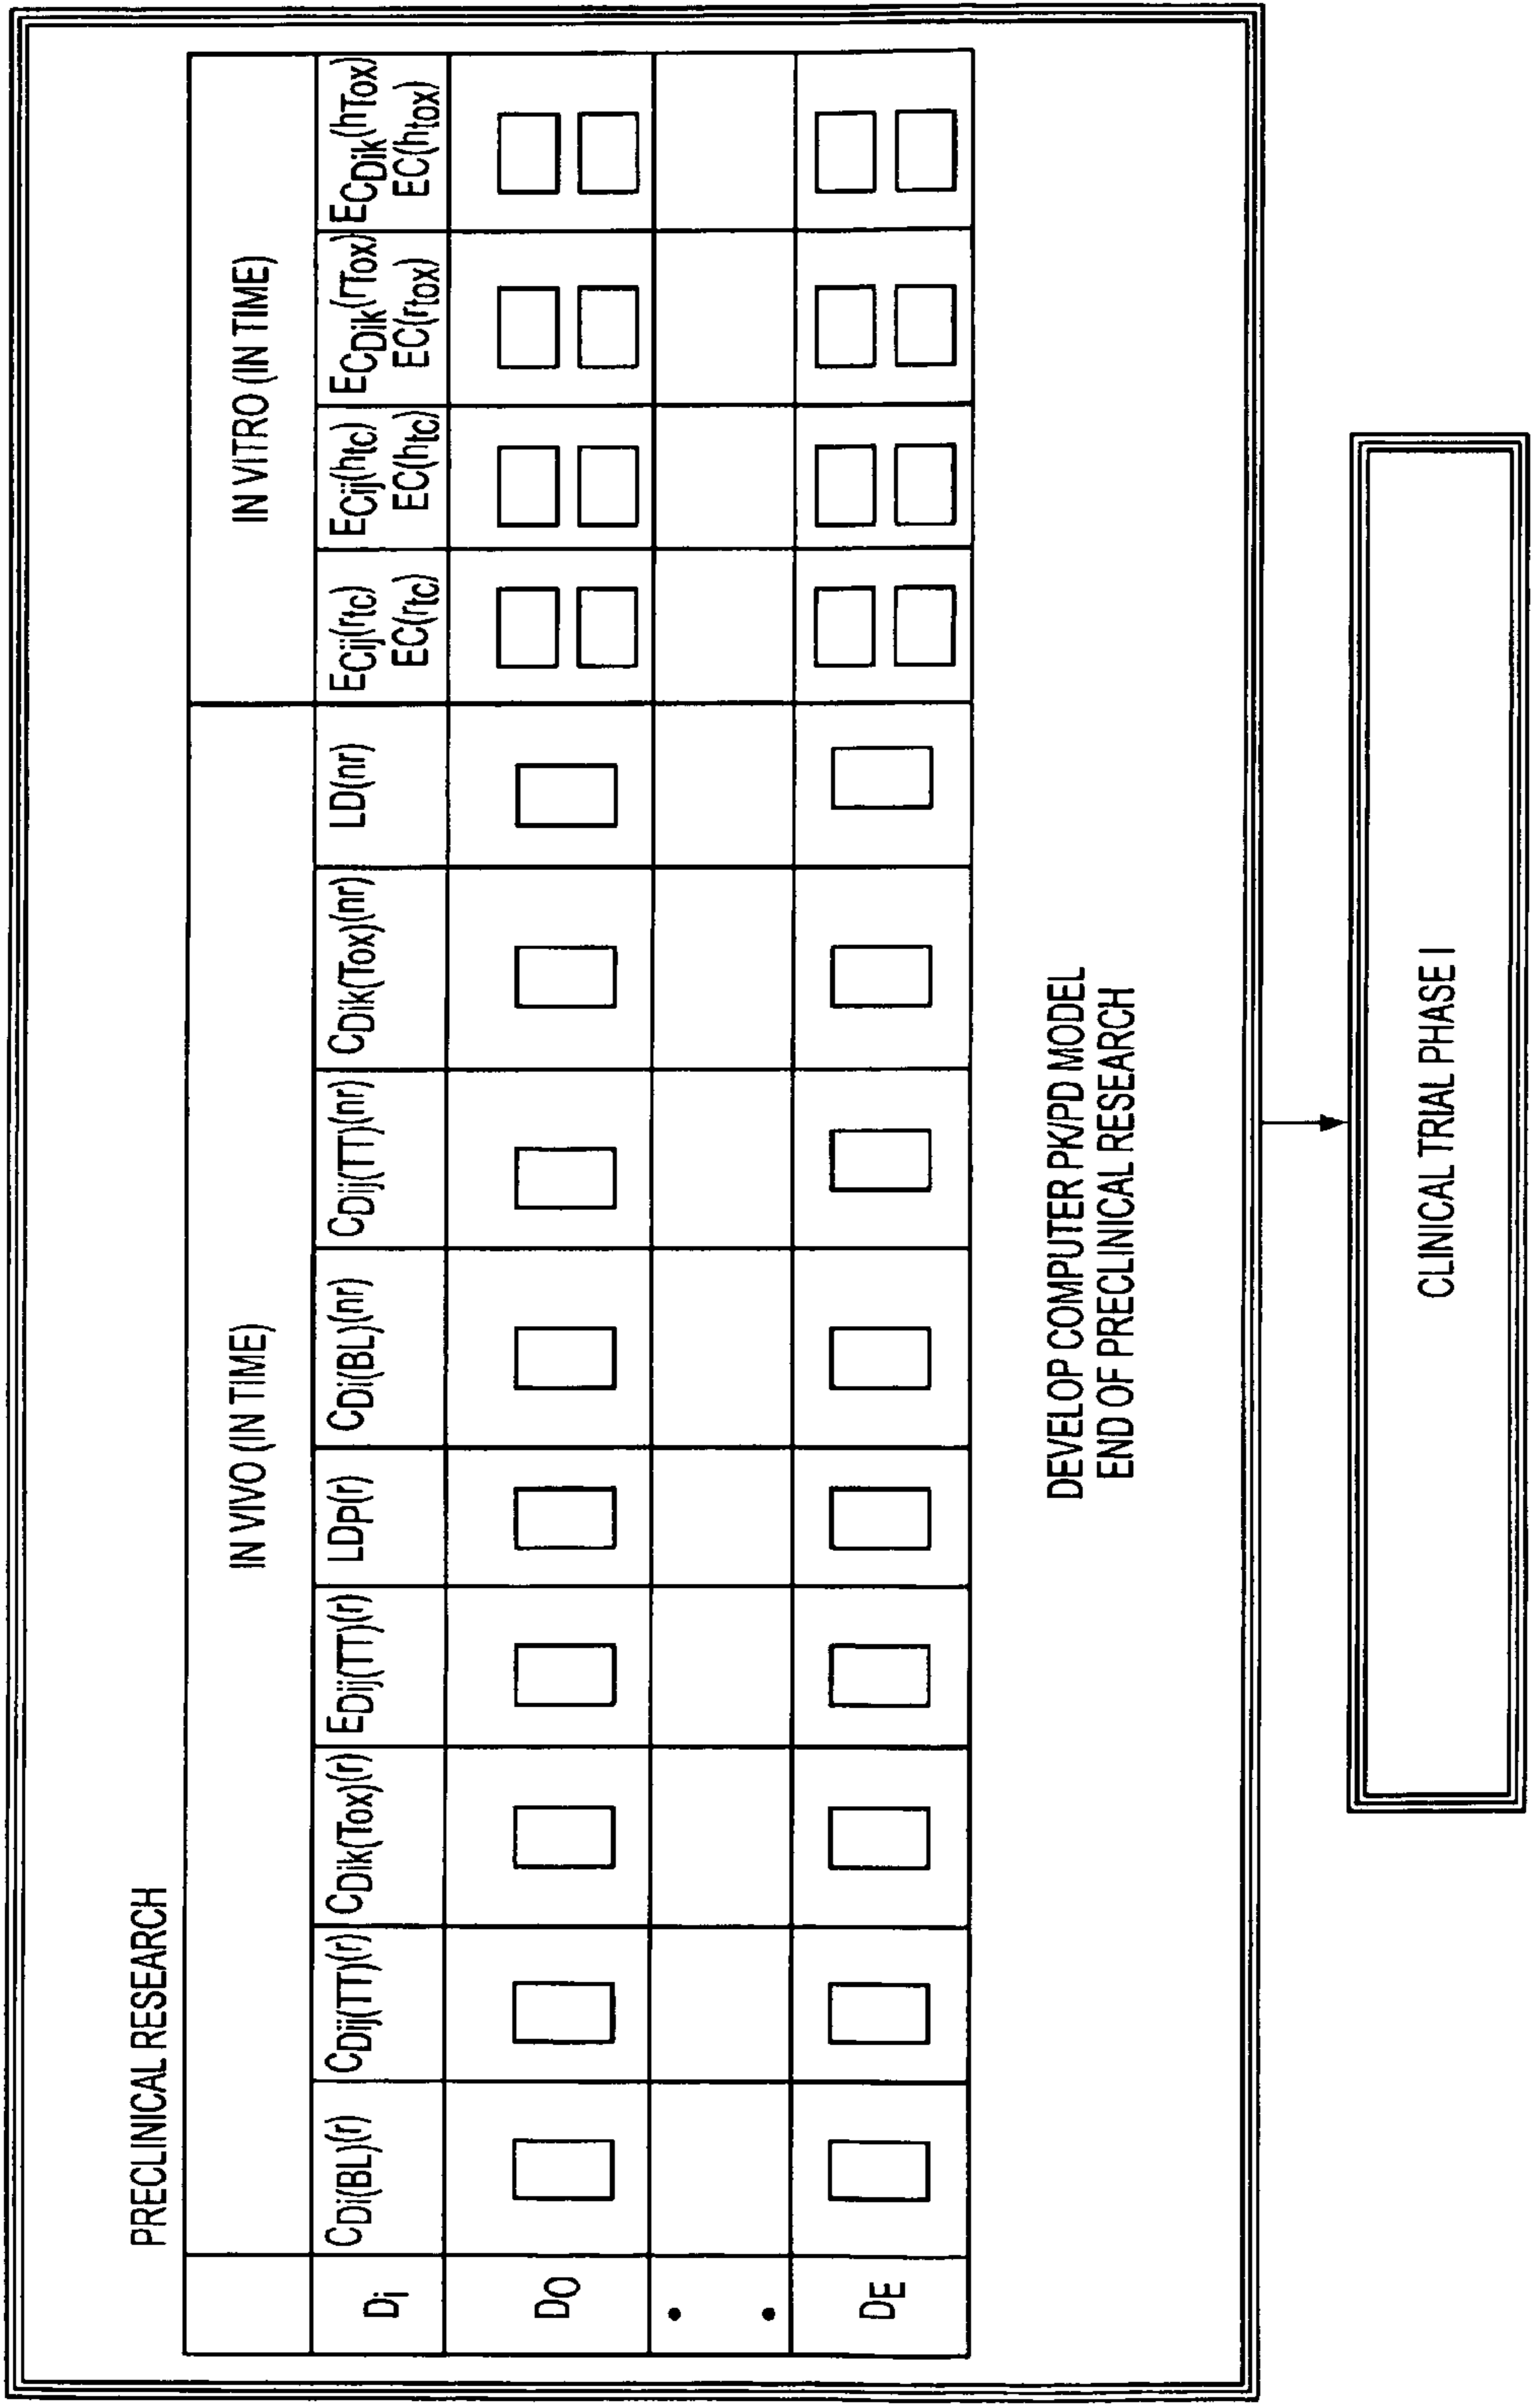 PRECLINICAL RESEARCH
IN VIVO (IN TIME)
IN VITRO (IN TIME)
Di
CDi(BL)(r)
CDij(TT)(r)
CDik(Tox)(r)
EDij(TT)(r)
LDP(r)
CDi(BL)(nr)
CDij(TT)(nr)
CDik(Tox)(nr)
LD(nr)
ECij(rtc)
EC(rtc)
ECij(htc)
EC(htc)
ECDik(rTox)
EC(rtox)
ECDik(hTox)
EC(htox)
DO
DE
DEVELOP COMPUTER PK/PD MODEL
END OF PRECLINICAL RESEARCH
CLINICAL TRIAL PHASE I